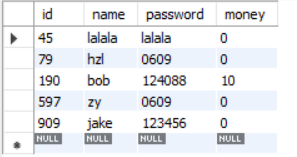 id name password money
45 lalala lalala 0
79 hzl 0609 0
190 bob 124088 10
597 zy 0609 0
909 jake 123456 0
NULL NULL NULL NULL